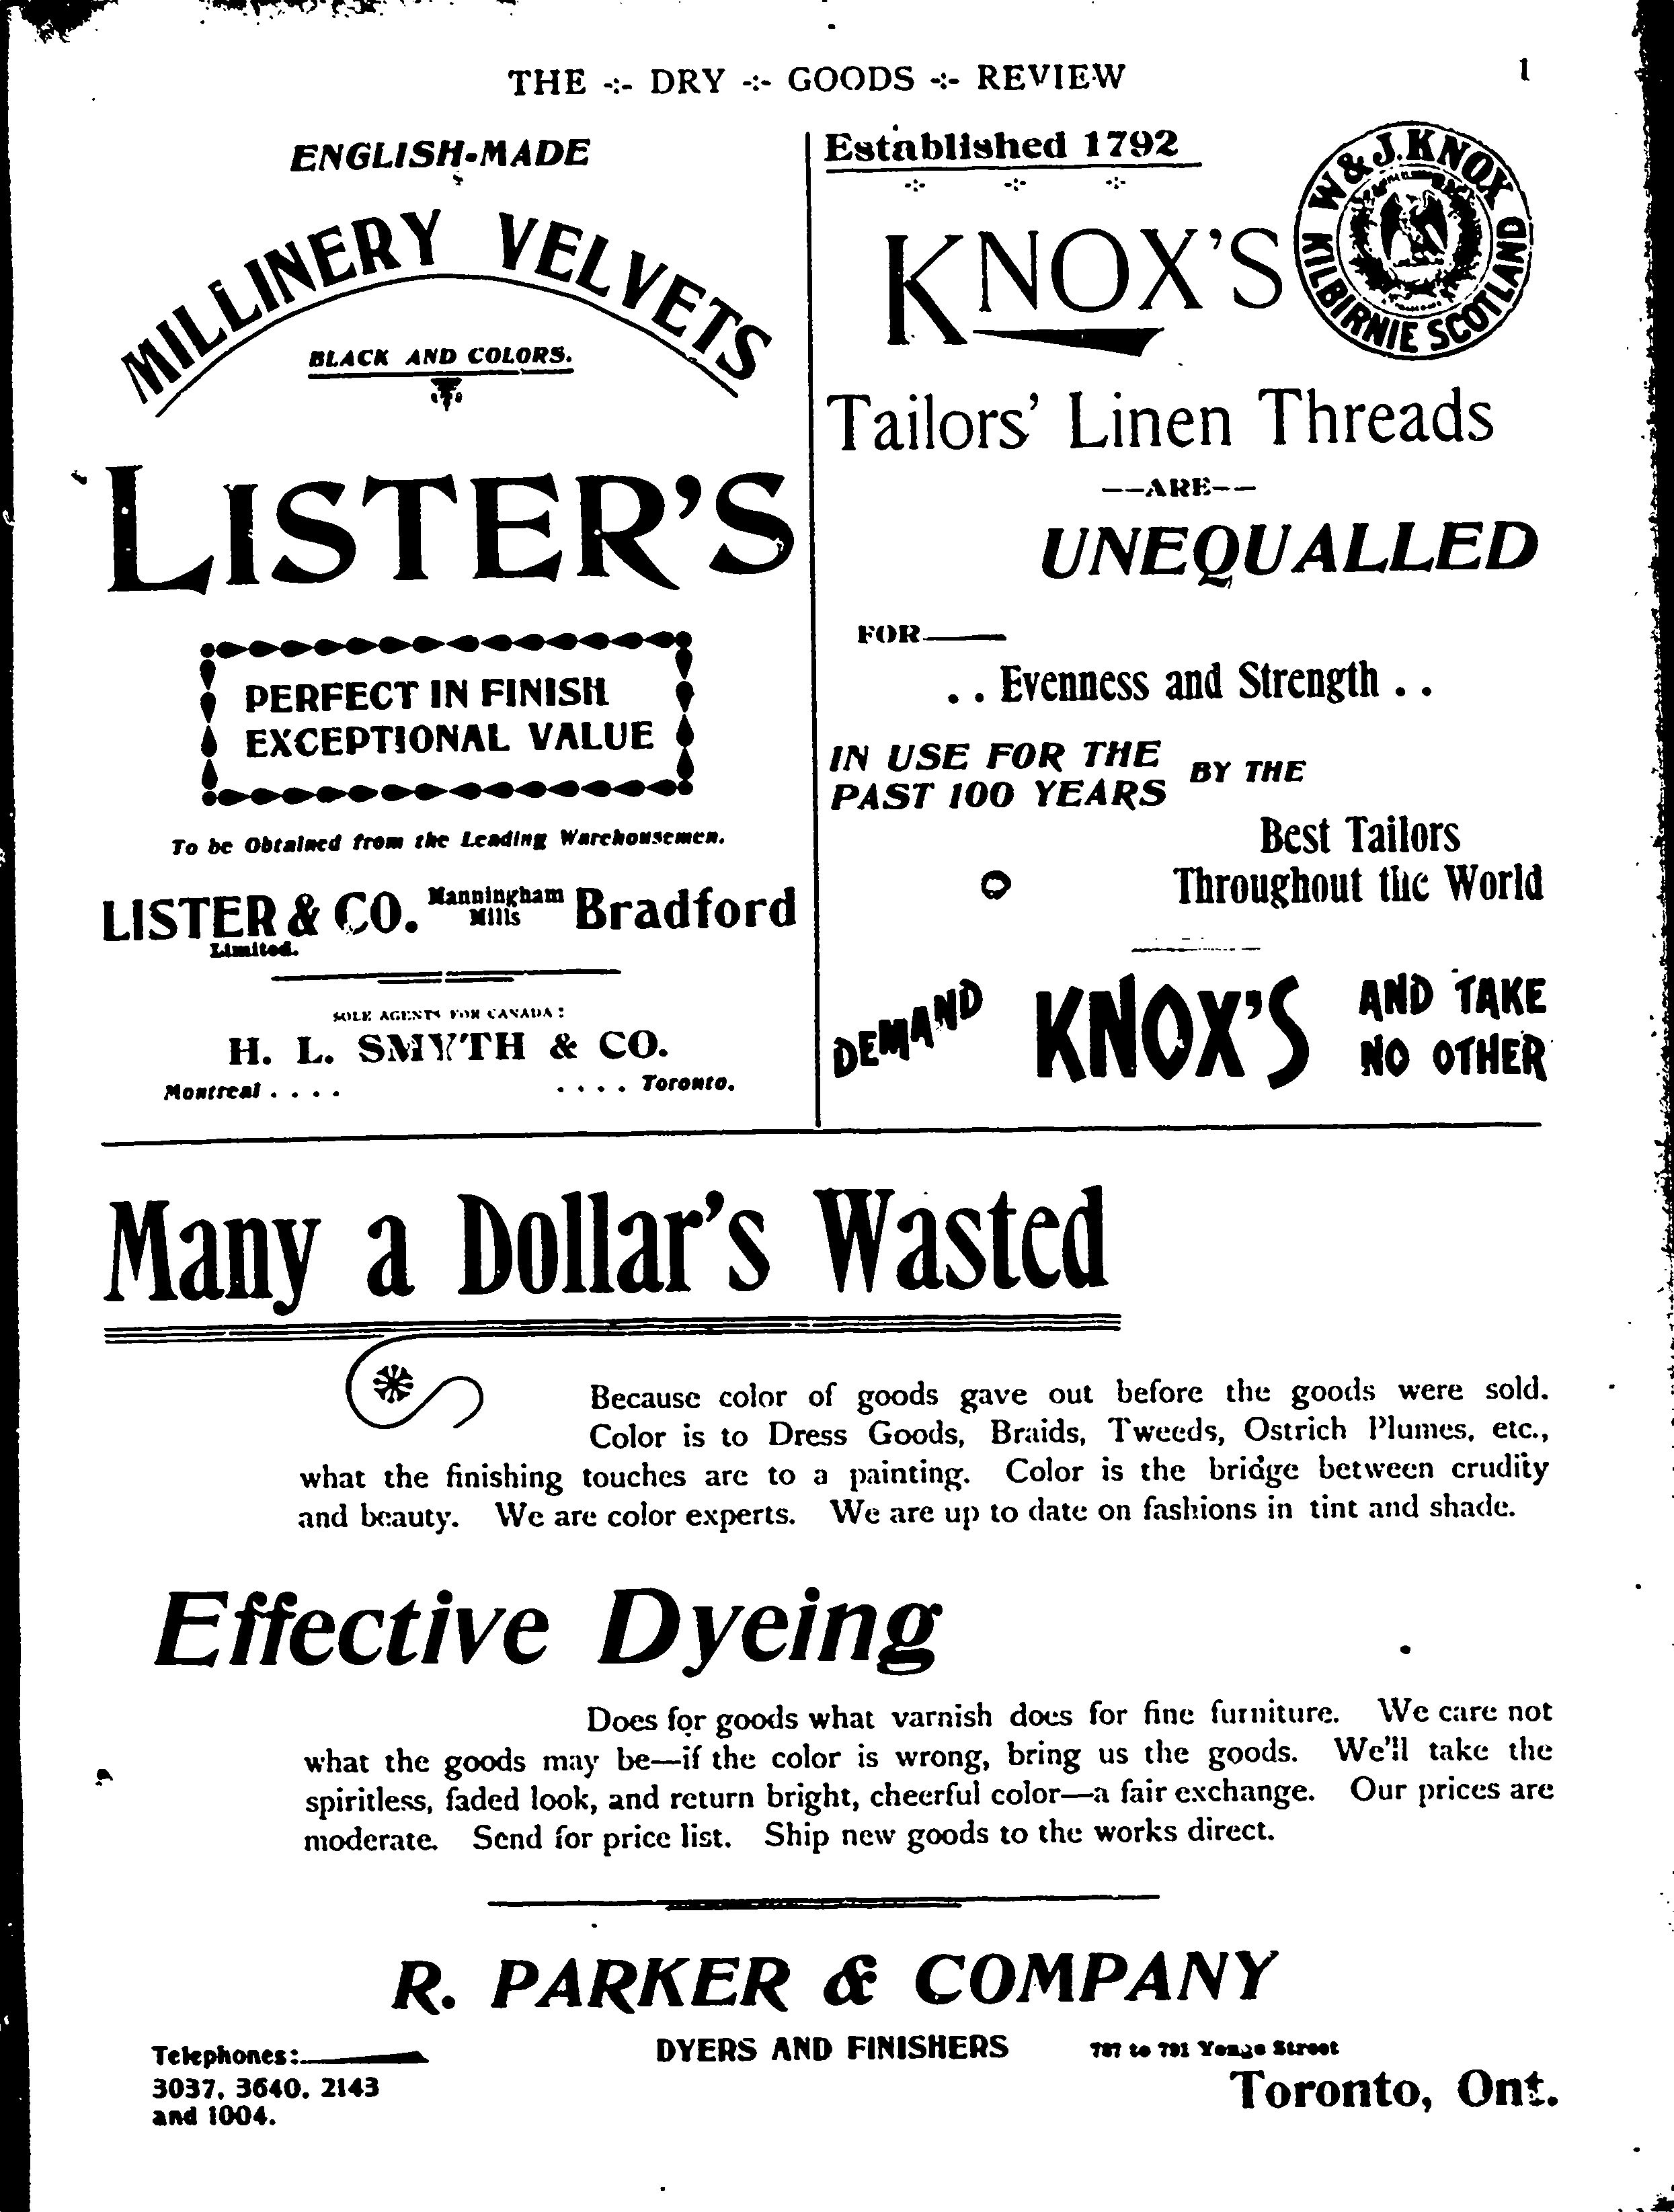 THE -:- DRY -:- GOODS -:- REVIEW 1
ENGLISH-MADE
MILLINERY VELVETS
BLACK AND COLORS.
LISTER'S
PERFECT IN FINISH
EXCEPTIONAL VALUE
To be Obtained from the Leading Warehousemen.
LISTER & CO. Manningham Mills Bradford
Limited.
SOLE AGENTS FOR CANADA:
H. L. SMYTH & CO.
Montreal . . . . . . . . Toronto.
Established 1792
W & J. KNOX
KILBIRNIE SCOTLAND
KNOX'S
Tailors' Linen Threads
--ARE--
UNEQUALLED
FOR
. . Evenness and Strength . .
IN USE FOR THE
PAST 100 YEARS BY THE
Best Tailors
Throughout the World
DEMAND KNOX'S AND TAKE
NO OTHER
Many a Dollar's Wasted
Because color of goods gave out before the goods were sold.
Color is to Dress Goods, Braids, Tweeds, Ostrich Plumes, etc.,
what the finishing touches are to a painting. Color is the bridge between crudity
and beauty. We are color experts. We are up to date on fashions in tint and shade.
Effective Dyeing
Does for goods what varnish does for fine furniture. We care not
what the goods may be—if the color is wrong, bring us the goods. We'll take the
spiritless, faded look, and return bright, cheerful color—a fair exchange. Our prices are
moderate. Send for price list. Ship new goods to the works direct.
R. PARKER & COMPANY
DYERS AND FINISHERS
787 to 791 Yonge Street
Toronto, Ont.
Telephones:
3037, 3640, 2143
and 1004.